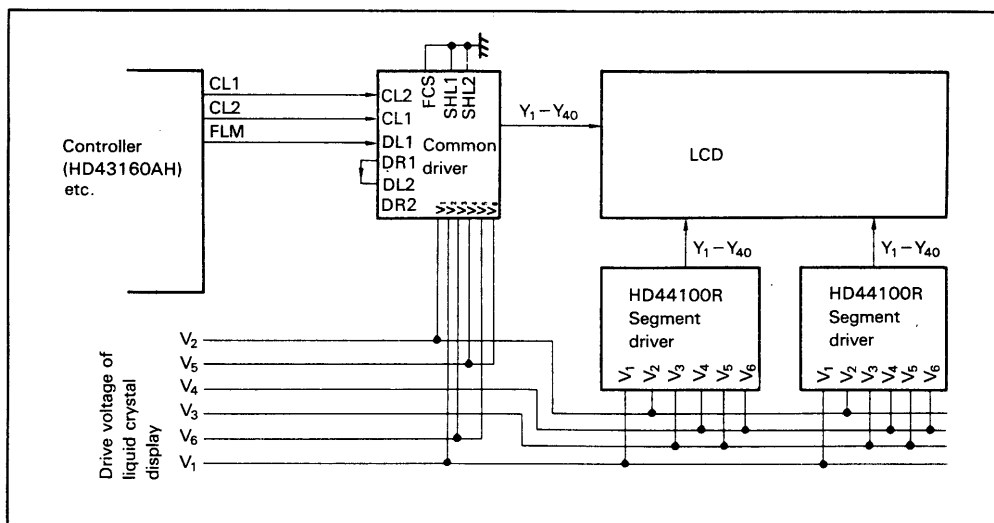 CL1
CL2
FLM
Controller
(HD43160AH)
etc.
CL2
CL1
DL1
DR1
DL2
DR2
FCS
SHL1
SHL2
Common
driver
Y₁–Y₄₀
LCD
Y₁–Y₄₀
Y₁–Y₄₀
HD44100R
Segment
driver
V₁
V₂
V₃
V₄
V₅
V₆
HD44100R
Segment
driver
V₁
V₂
V₃
V₄
V₅
V₆
Drive voltage of
liquid crystal
display
V₂
V₅
V₄
V₃
V₆
V₁